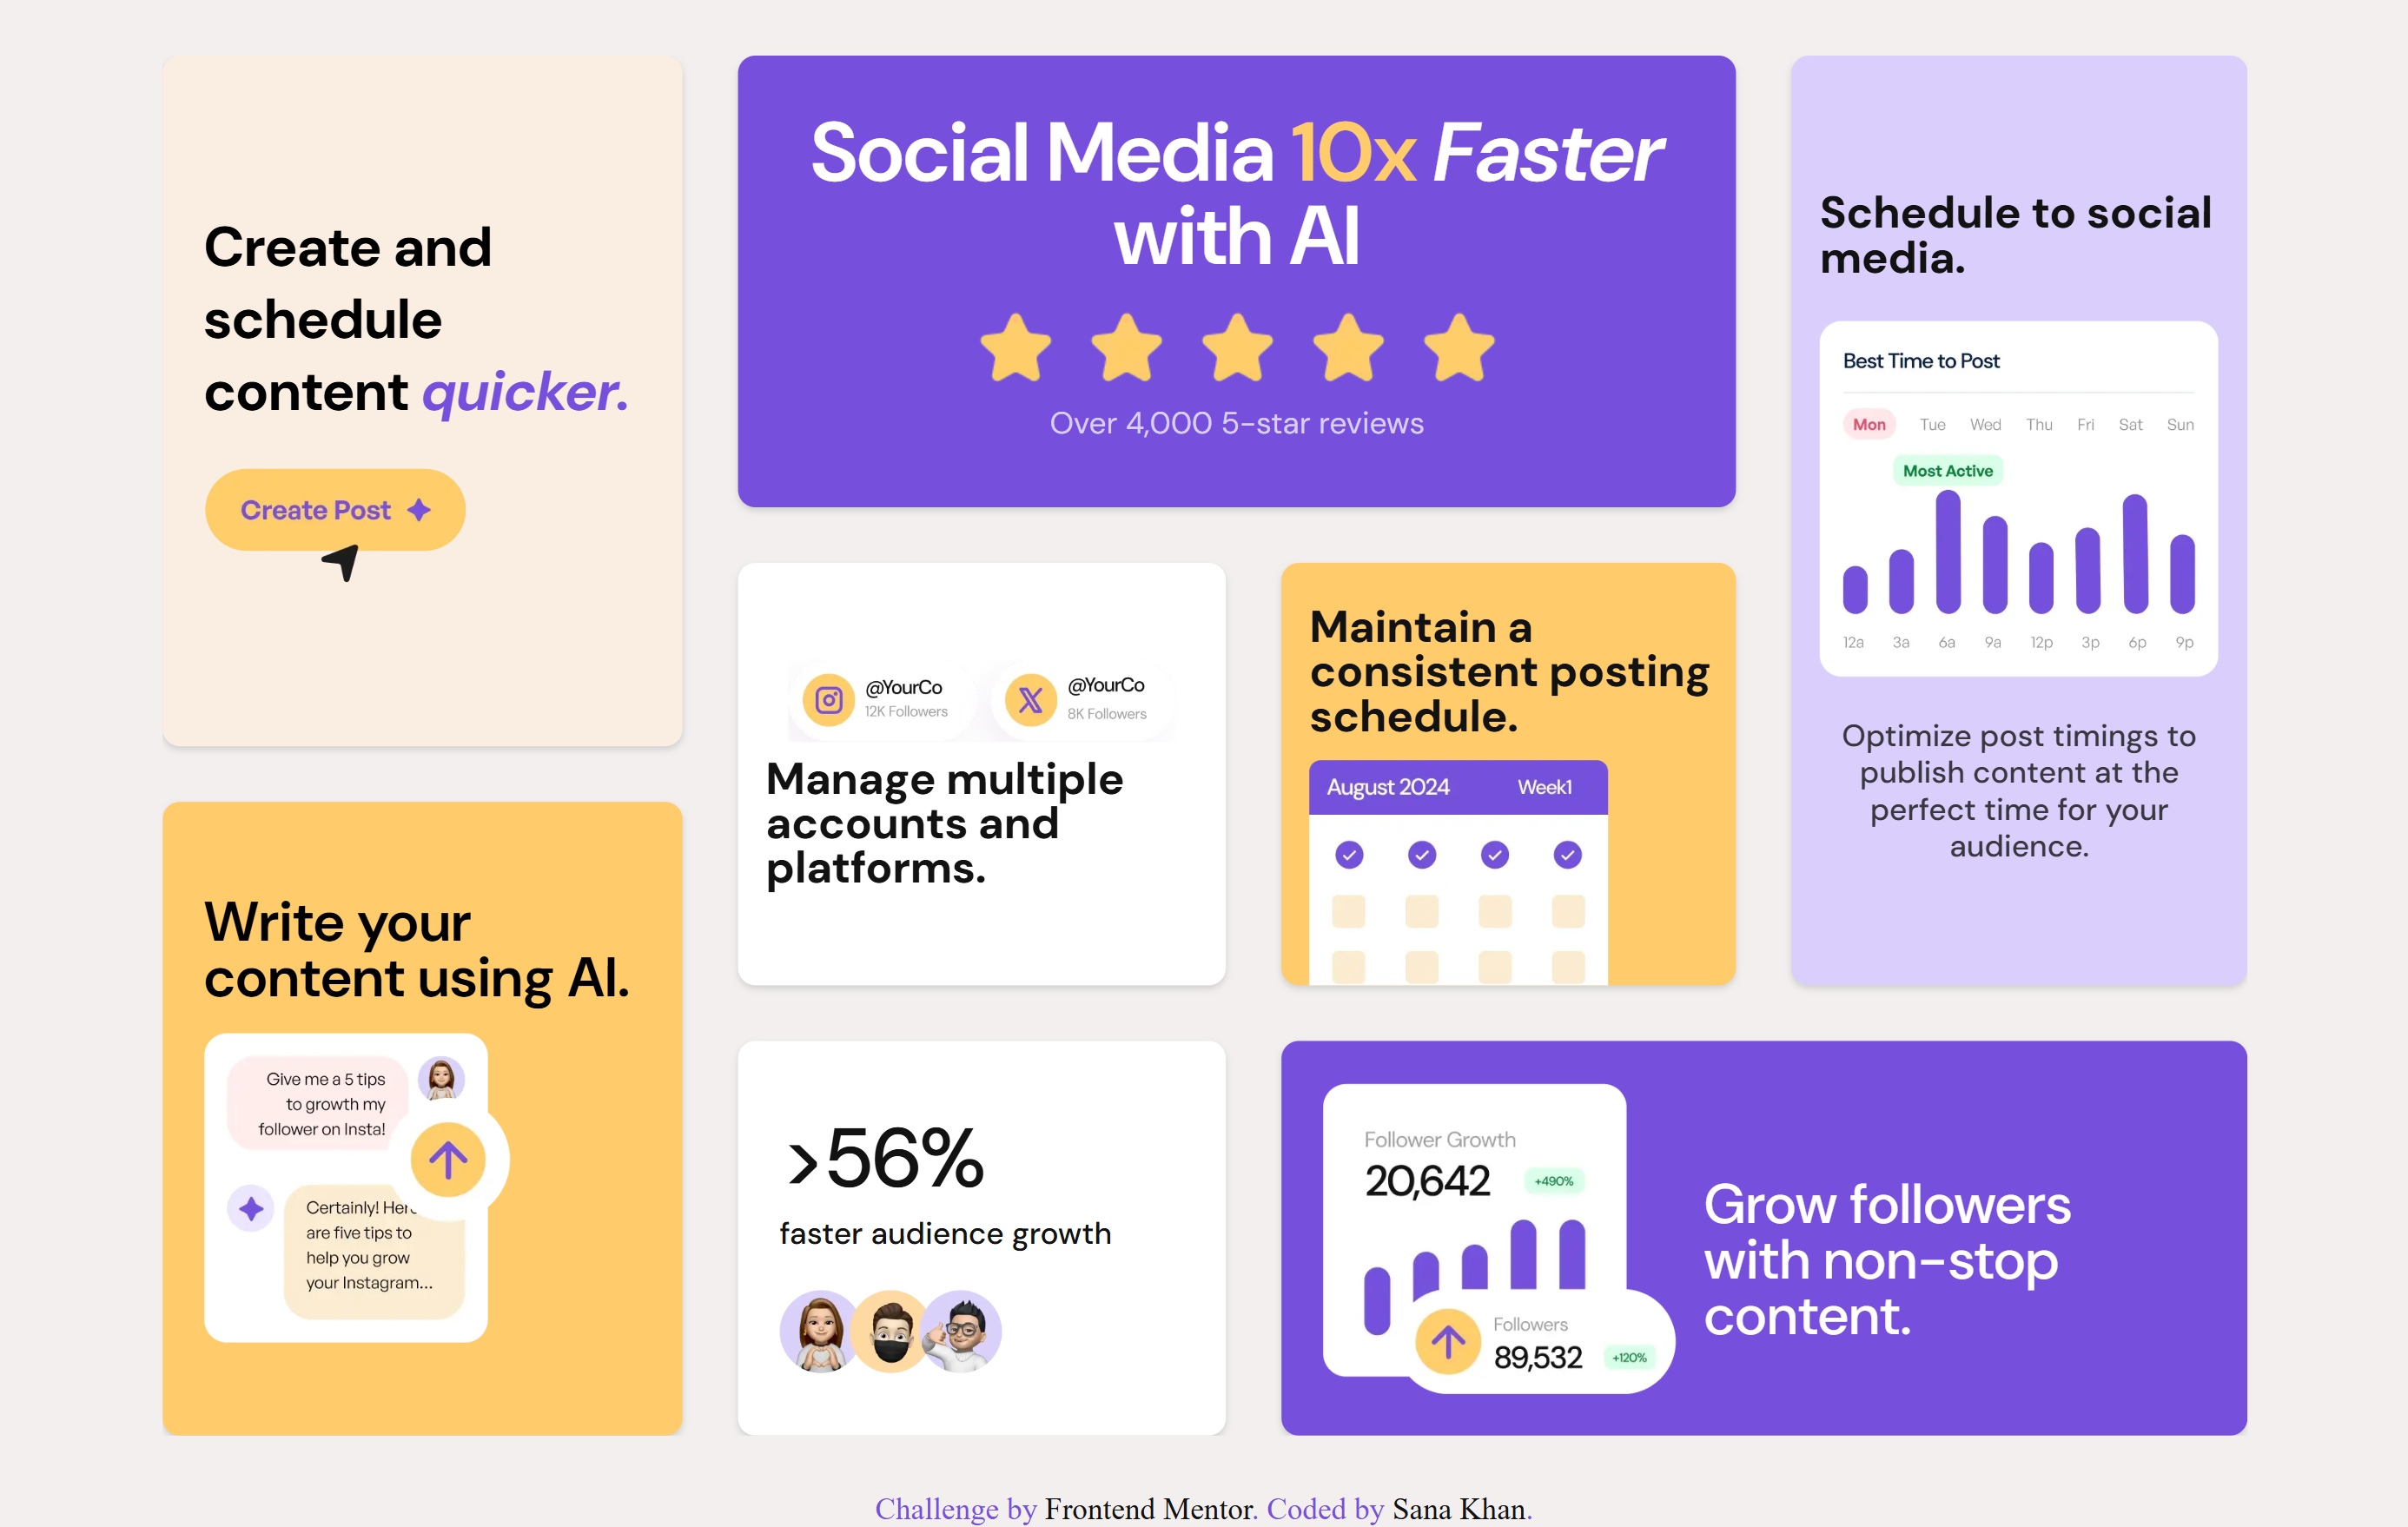 Create and
schedule
content quicker.
Create Post
Social Media 10x Faster
with AI
Over 4,000 5-star reviews
Schedule to social
media.
Best Time to Post
Mon Tue Wed Thu Fri Sat Sun
Most Active
12a 3a 6a 9a 12p 3p 6p 9p
Optimize post timings to
publish content at the
perfect time for your
audience.
@YourCo
12K Followers
@YourCo
8K Followers
Manage multiple
accounts and
platforms.
Maintain a
consistent posting
schedule.
August 2024 Week1
Write your
content using AI.
Give me a 5 tips
to growth my
follower on Insta!
Certainly! Here
are five tips to
help you grow
your Instagram...
>56%
faster audience growth
Follower Growth
20,642 +490%
Followers
89,532 +120%
Grow followers
with non-stop
content.
Challenge by Frontend Mentor. Coded by Sana Khan.